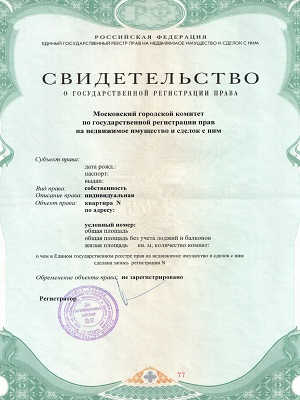 РОССИЙСКАЯ ФЕДЕРАЦИЯ
ЕДИНЫЙ ГОСУДАРСТВЕННЫЙ РЕЕСТР ПРАВ НА НЕДВИЖИМОЕ ИМУЩЕСТВО И СДЕЛОК С НИМ
СВИДЕТЕЛЬСТВО
О ГОСУДАРСТВЕННОЙ РЕГИСТРАЦИИ ПРАВА
Московский городской комитет
по государственной регистрации прав
на недвижимое имущество и сделок с ним
Субъект права:
дата рожд.:
паспорт:
выдан:
Вид права: собственность
Описание права: индивидуальная
Объект права: квартира N
по адресу:
условный номер:
общая площадь
общая площадь без учета лоджий и балконов
жилая площадь кв. м, количество комнат:
о чем в Едином государственном реестре прав на недвижимое имущество и сделок с ним
сделана запись регистрации N
Обременение объекта права: не зарегистрировано
Регистратор
77